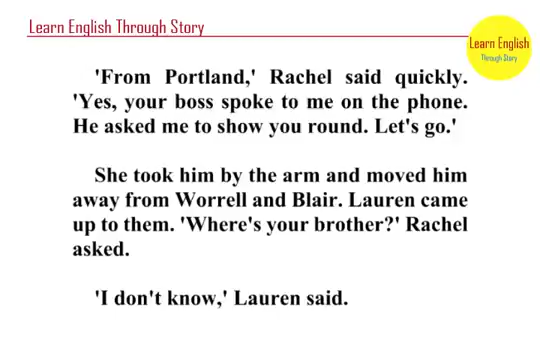 Learn English Through Story
Learn English
Through Story
'From Portland,' Rachel said quickly.
'Yes, your boss spoke to me on the phone.
He asked me to show you round. Let's go.'
She took him by the arm and moved him
away from Worrell and Blair. Lauren came
up to them. 'Where's your brother?' Rachel
asked.
'I don't know,' Lauren said.